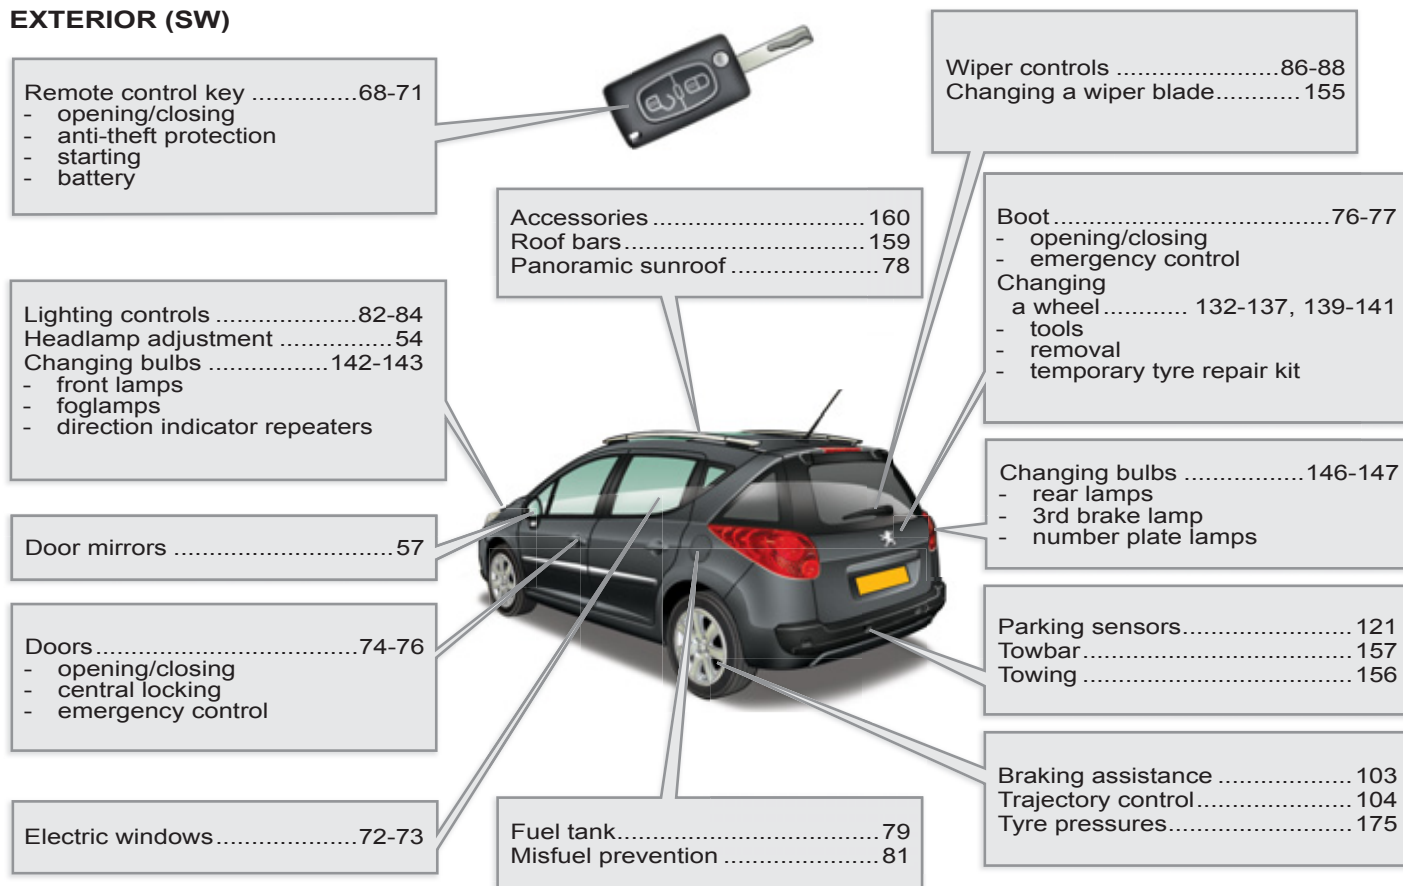 EXTERIOR (SW)
Remote control key ...............68-71
- opening/closing
- anti-theft protection
- starting
- battery
Lighting controls ....................82-84
Headlamp adjustment ................54
Changing bulbs .................142-143
- front lamps
- foglamps
- direction indicator repeaters
Door mirrors ................................57
Doors.....................................74-76
- opening/closing
- central locking
- emergency control
Electric windows....................72-73
Accessories ..............................160
Roof bars..................................159
Panoramic sunroof .....................78
Fuel tank.....................................79
Misfuel prevention ......................81
Wiper controls .......................86-88
Changing a wiper blade............155
Boot.......................................76-77
- opening/closing
- emergency control
Changing
a wheel............ 132-137, 139-141
- tools
- removal
- temporary tyre repair kit
Changing bulbs .................146-147
- rear lamps
- 3rd brake lamp
- number plate lamps
Parking sensors........................121
Towbar......................................157
Towing ......................................156
Braking assistance ...................103
Trajectory control......................104
Tyre pressures..........................175